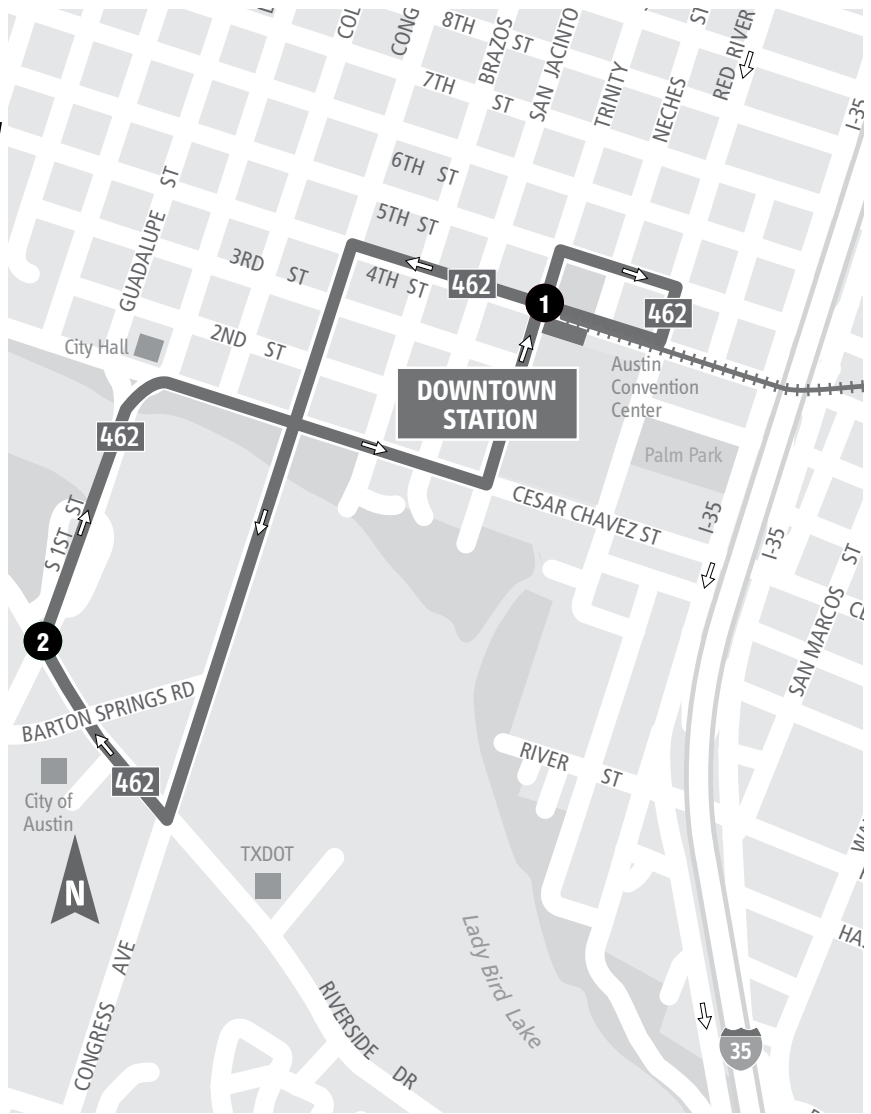 8TH ST
7TH ST
6TH ST
5TH ST
4TH ST
3RD ST
2ND ST
BRAZOS
SAN JACINTO
TRINITY
NECHES
ST
RED RIVER
I-35
GUADALUPE ST
COL
CONG
462
1
462
City Hall
462
DOWNTOWN
STATION
Austin
Convention
Center
Palm Park
CESAR CHAVEZ ST
I-35
I-35
S 1ST ST
2
SAN MARCOS ST
BARTON SPRINGS RD
462
City of
Austin
N
TXDOT
RIVER ST
HA
Lady Bird Lake
CONGRESS AVE
RIVERSIDE DR
35